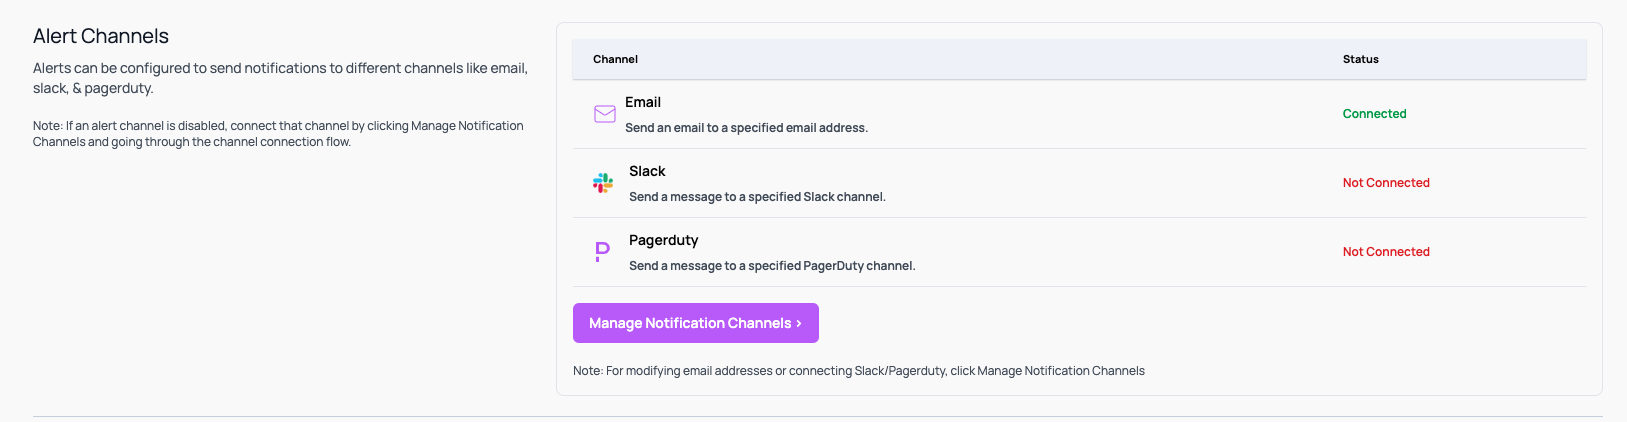 Alert Channels
Alerts can be configured to send notifications to different channels like email,
slack, & pagerduty.
Note: If an alert channel is disabled, connect that channel by clicking Manage Notification
Channels and going through the channel connection flow.
Channel Status
Email
Send an email to a specified email address.
Connected
Slack
Send a message to a specified Slack channel.
Not Connected
Pagerduty
Send a message to a specified PagerDuty channel.
Not Connected
Manage Notification Channels >
Note: For modifying email addresses or connecting Slack/Pagerduty, click Manage Notification Channels